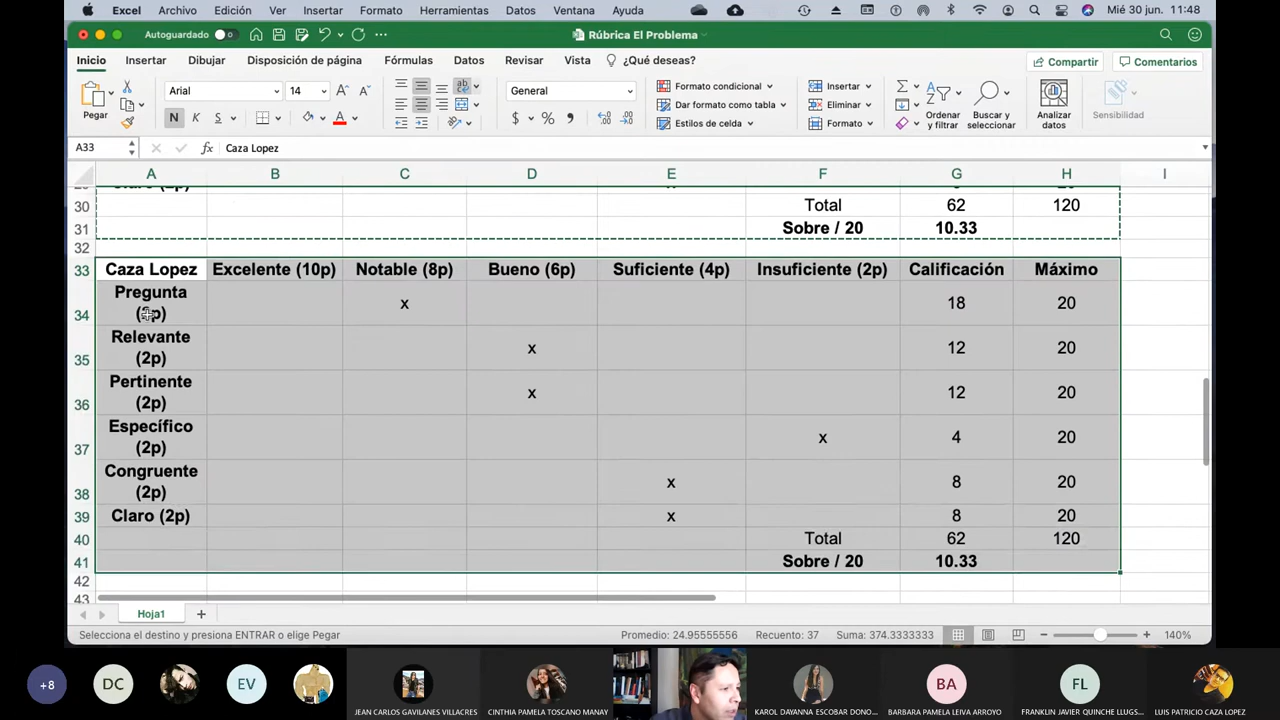 Excel Archivo Edición Ver Insertar Formato Herramientas Datos Ventana Ayuda Mié 30 jun. 11:48
Autoguardado Rúbrica El Problema
Inicio Insertar Dibujar Disposición de página Fórmulas Datos Revisar Vista ¿Qué deseas? Compartir Comentarios
Pegar Arial 14 General Formato condicional Insertar
Dar formato como tabla Eliminar Ordenar y filtrar Buscar y seleccionar Analizar datos Sensibilidad
N K S $ % Estilos de celda Formato
A33 fx Caza Lopez
A B C D E F G H I
30 Total 62 120
31 Sobre / 20 10.33
32
33 Caza Lopez Excelente (10p) Notable (8p) Bueno (6p) Suficiente (4p) Insuficiente (2p) Calificación Máximo
34 Pregunta x 18 20
35 Relevante (2p) x 12 20
36 Pertinente (2p) x 12 20
37 Específico (2p) x 4 20
38 Congruente (2p) x 8 20
39 Claro (2p) x 8 20
40 Total 62 120
41 Sobre / 20 10.33
42
43
Hoja1
Selecciona el destino y presiona ENTRAR o elige Pegar Promedio: 24.95555556 Recuento: 37 Suma: 374.3333333 140%
+8 DC EV BA FL
JEAN CARLOS GAVILANES VILLACRES CINTHIA PAMELA TOSCANO MANAY KAROL DAYANNA ESCOBAR DONO... BARBARA PAMELA LEIVA ARROYO FRANKLIN JAVIER QUINCHE LLUGS... LUIS PATRICIO CAZA LOPEZ